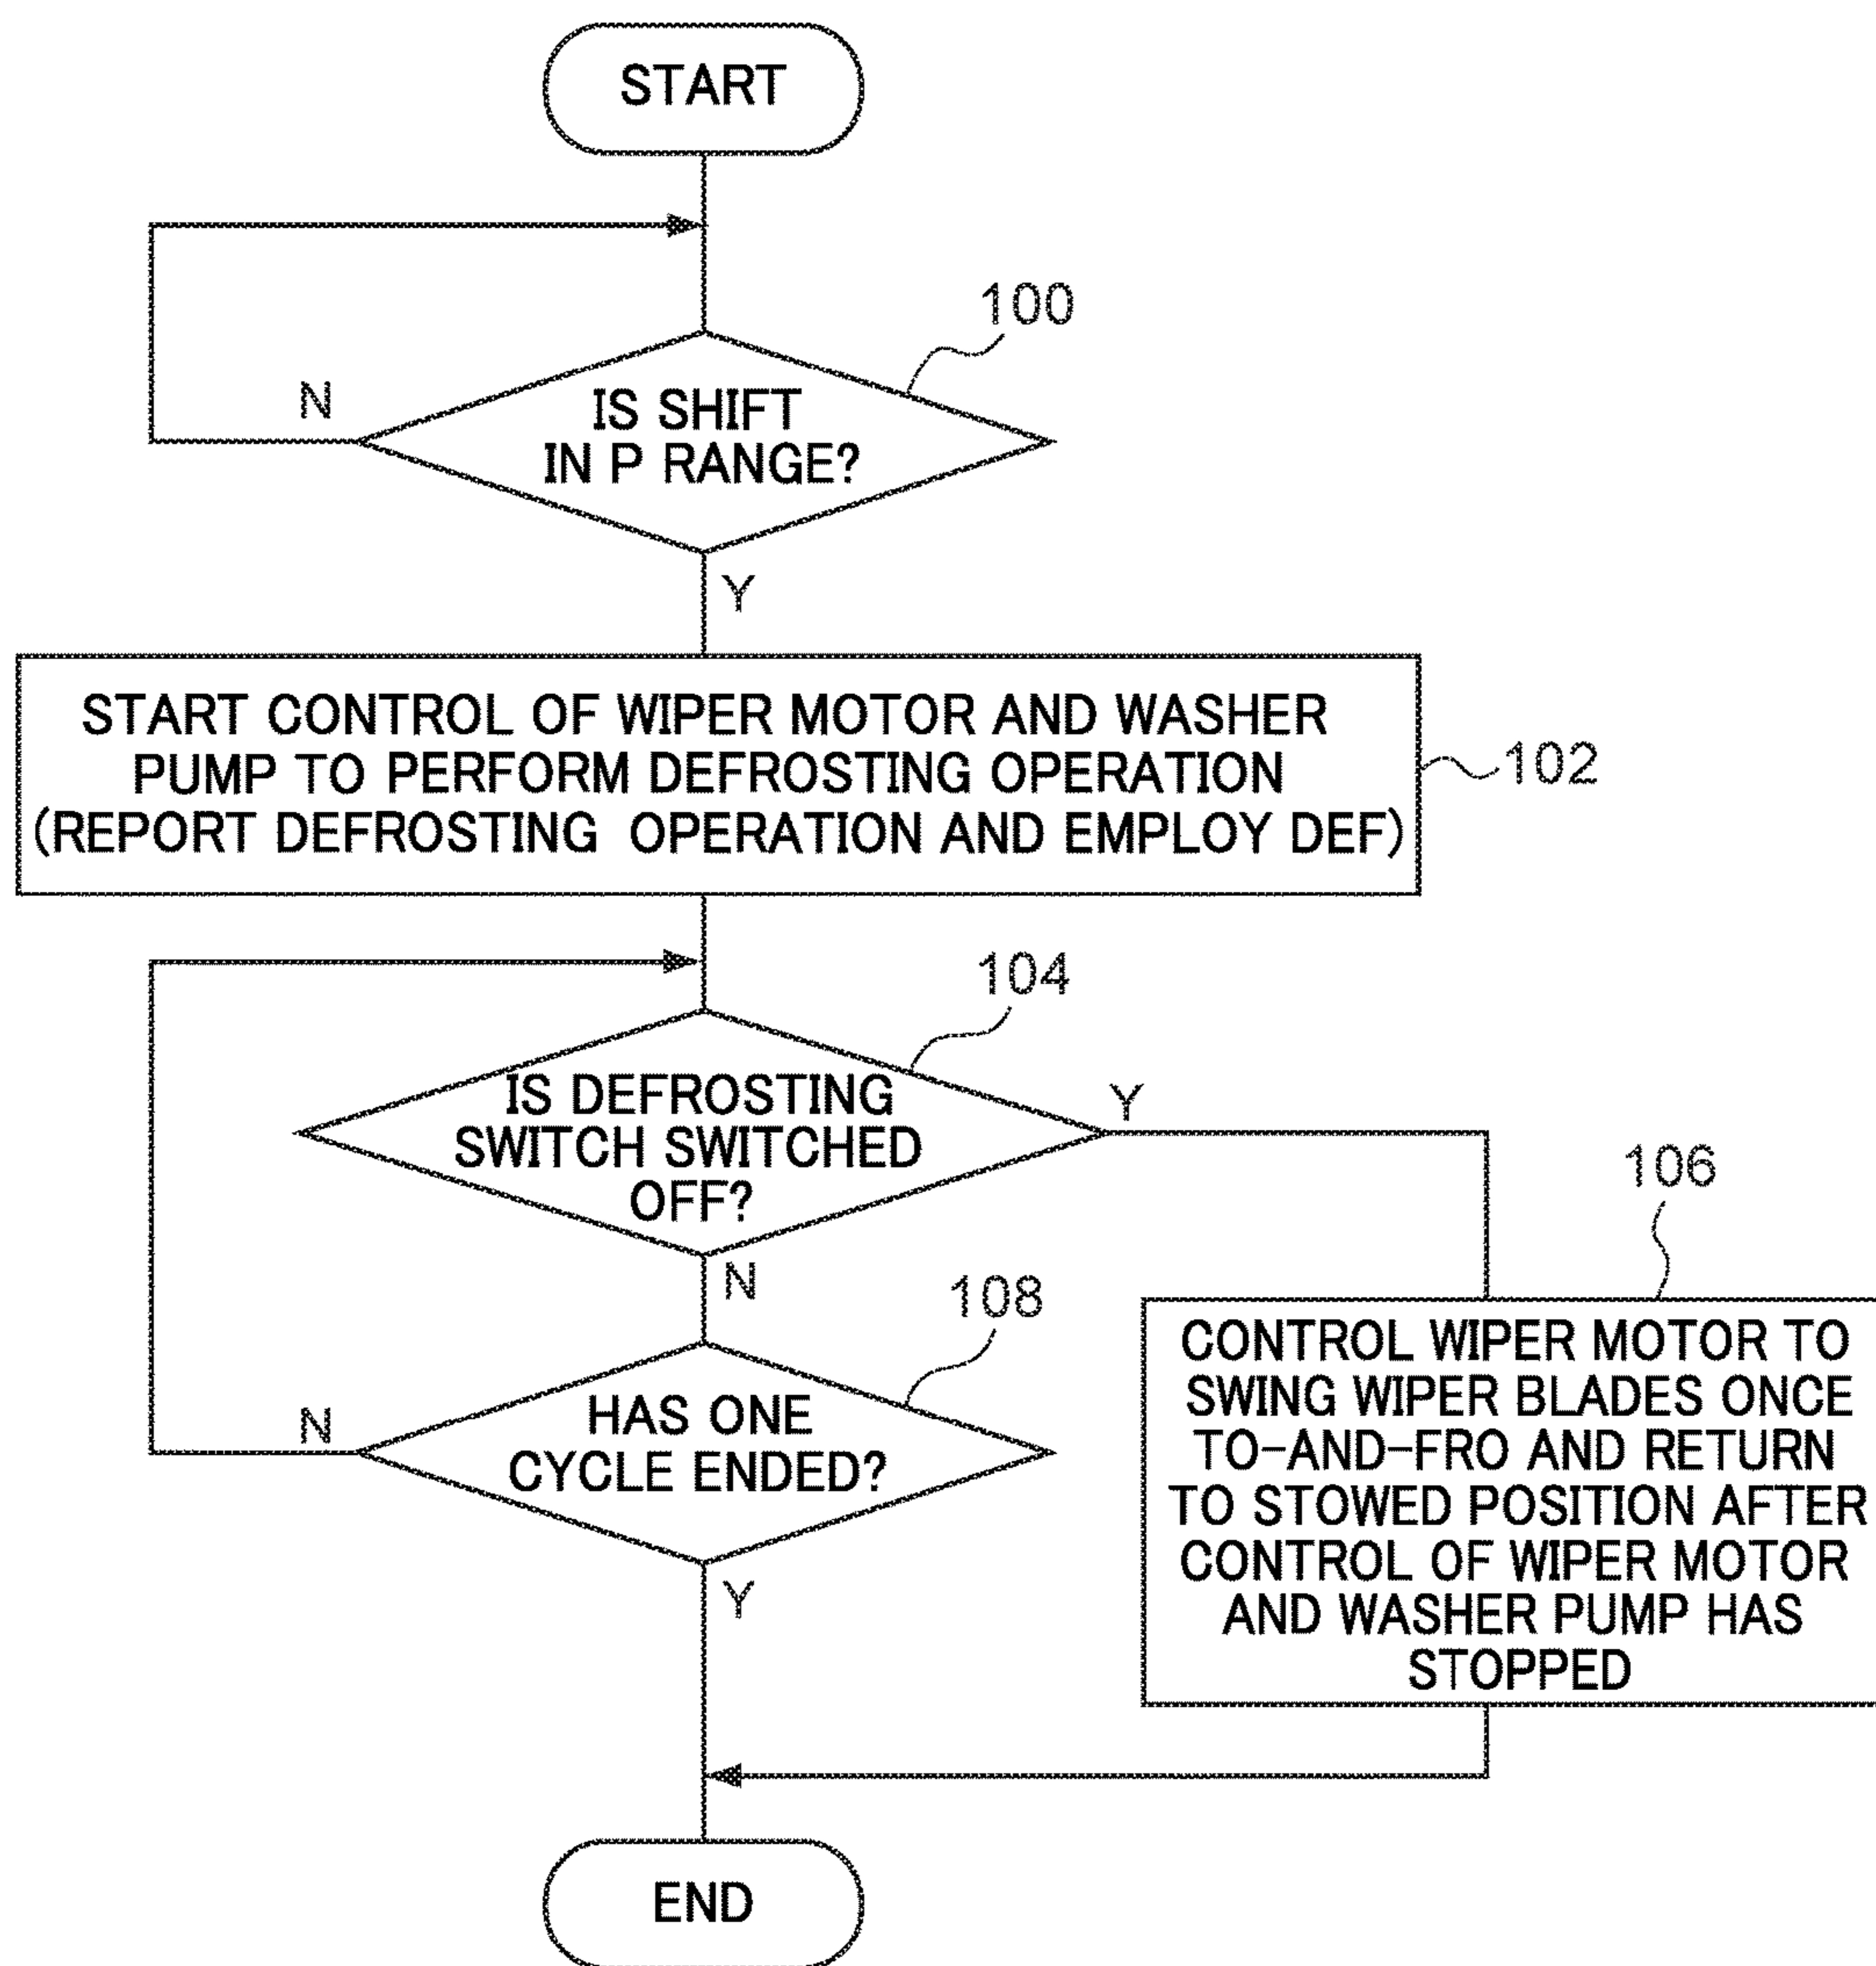 START
100
N
IS SHIFT
IN P RANGE?
Y
START CONTROL OF WIPER MOTOR AND WASHER
PUMP TO PERFORM DEFROSTING OPERATION
(REPORT DEFROSTING OPERATION AND EMPLOY DEF)
102
104
IS DEFROSTING
SWITCH SWITCHED
OFF?
Y
N
106
108
HAS ONE
CYCLE ENDED?
N
Y
CONTROL WIPER MOTOR TO
SWING WIPER BLADES ONCE
TO-AND-FRO AND RETURN
TO STOWED POSITION AFTER
CONTROL OF WIPER MOTOR
AND WASHER PUMP HAS
STOPPED
END